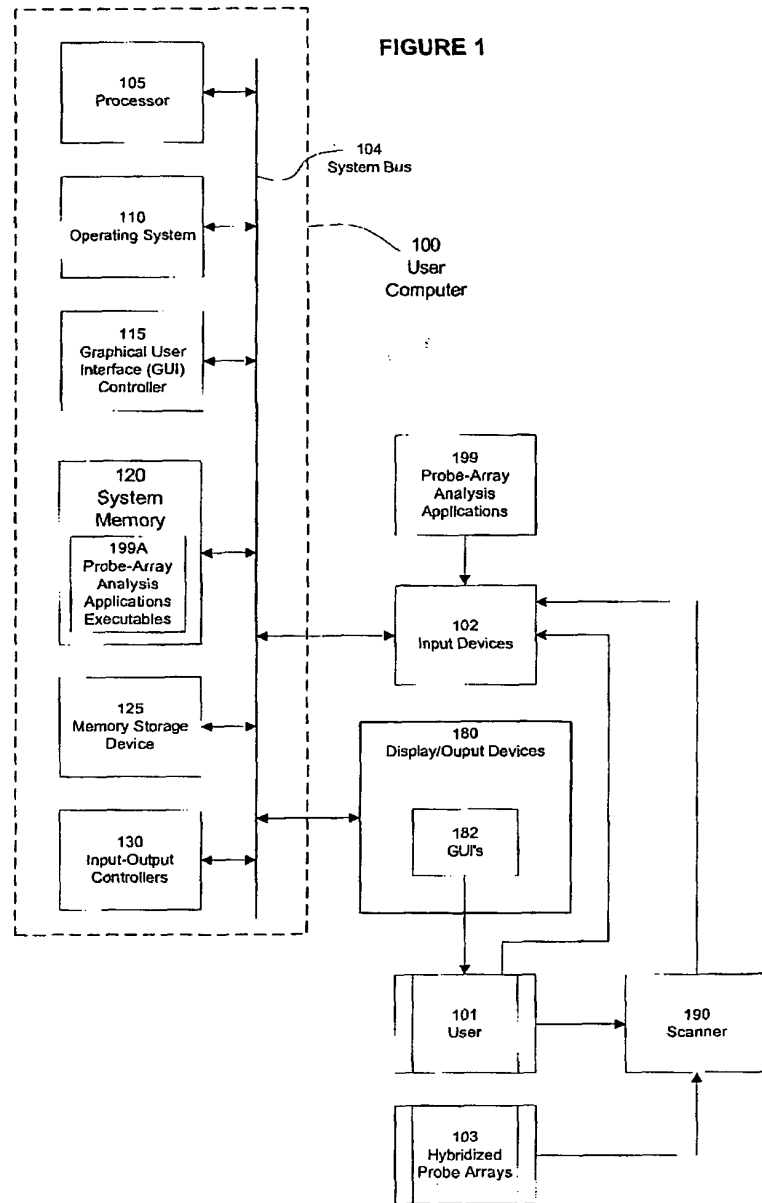 FIGURE 1
105
Processor
104
System Bus
110
Operating System
100
User
Computer
115
Graphical User
Interface (GUI)
Controller
120
System
Memory
199A
Probe-Array
Analysis
Applications
Executables
199
Probe-Array
Analysis
Applications
102
Input Devices
125
Memory Storage
Device
180
Display/Ouput Devices
182
GUI's
130
Input-Output
Controllers
101
User
190
Scanner
103
Hybridized
Probe Arrays